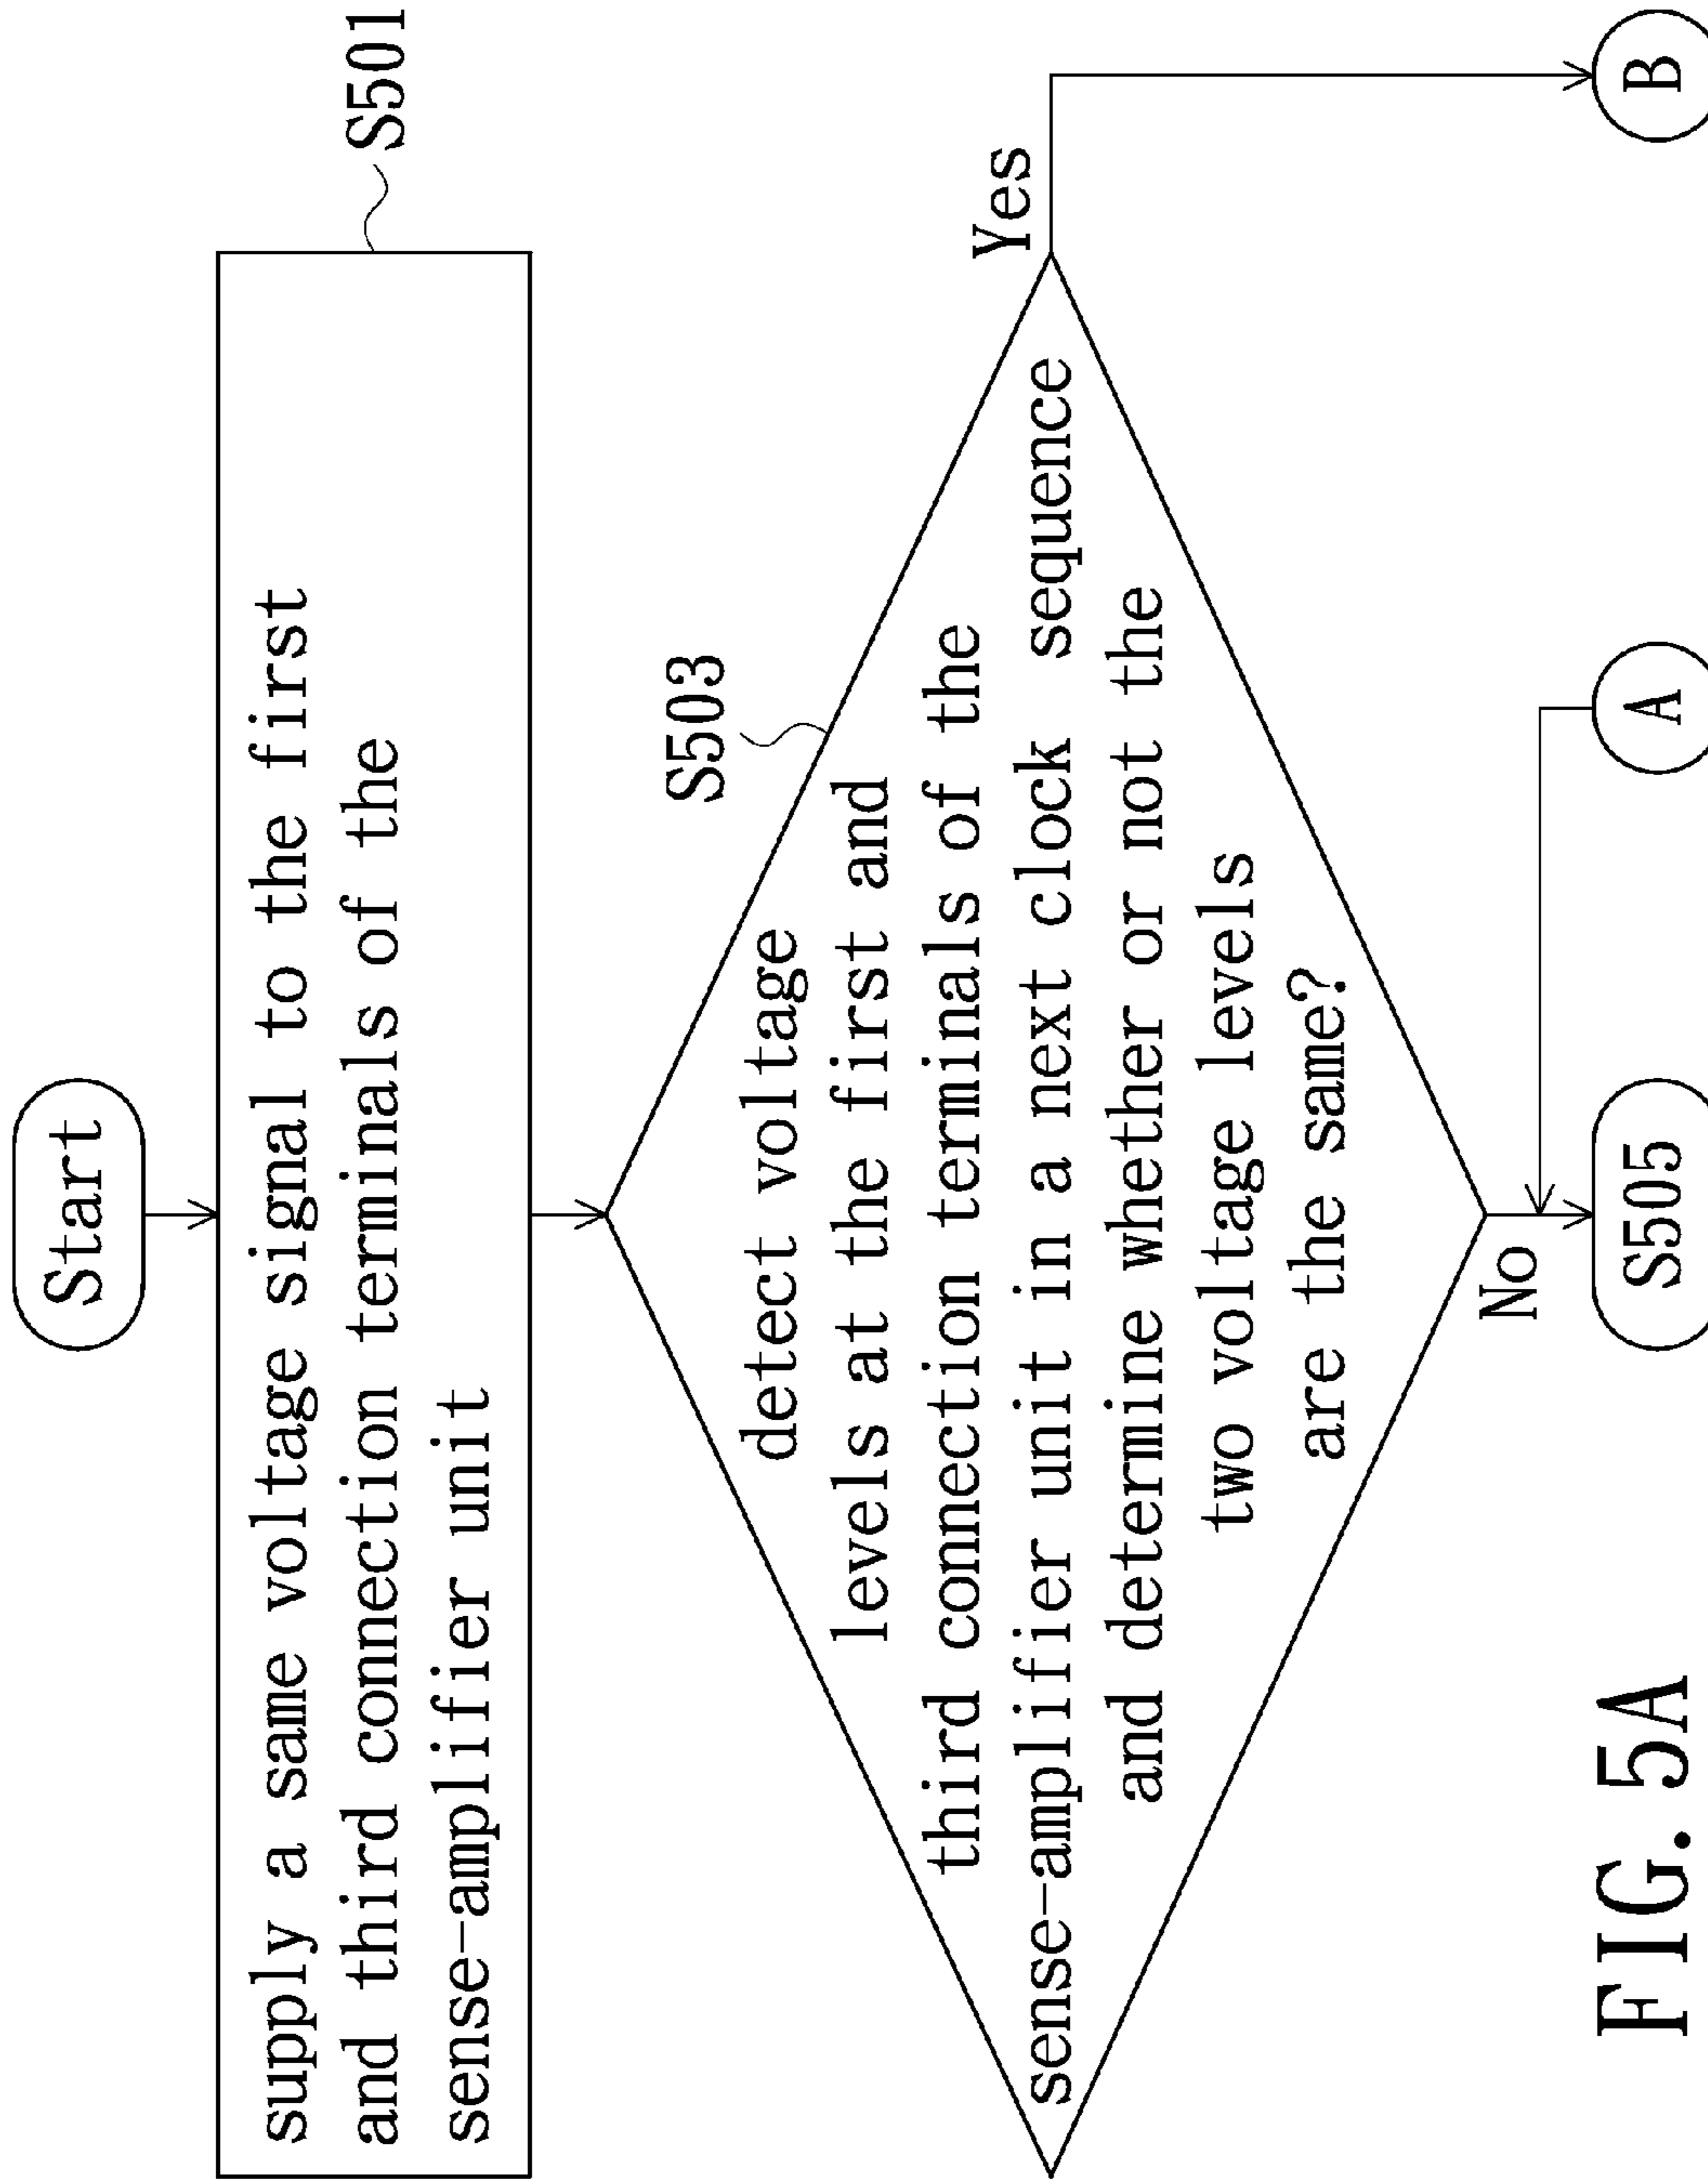 Start
S501
supply a same voltage signal to the first
and third connection terminals of the
sense-amplifier unit
S503
detect voltage
levels at the first and
third connection terminals of the
sense-amplifier unit in a next clock sequence
and determine whether or not the
two voltage levels
are the same?
Yes
No
S505
A
B
FIG. 5A